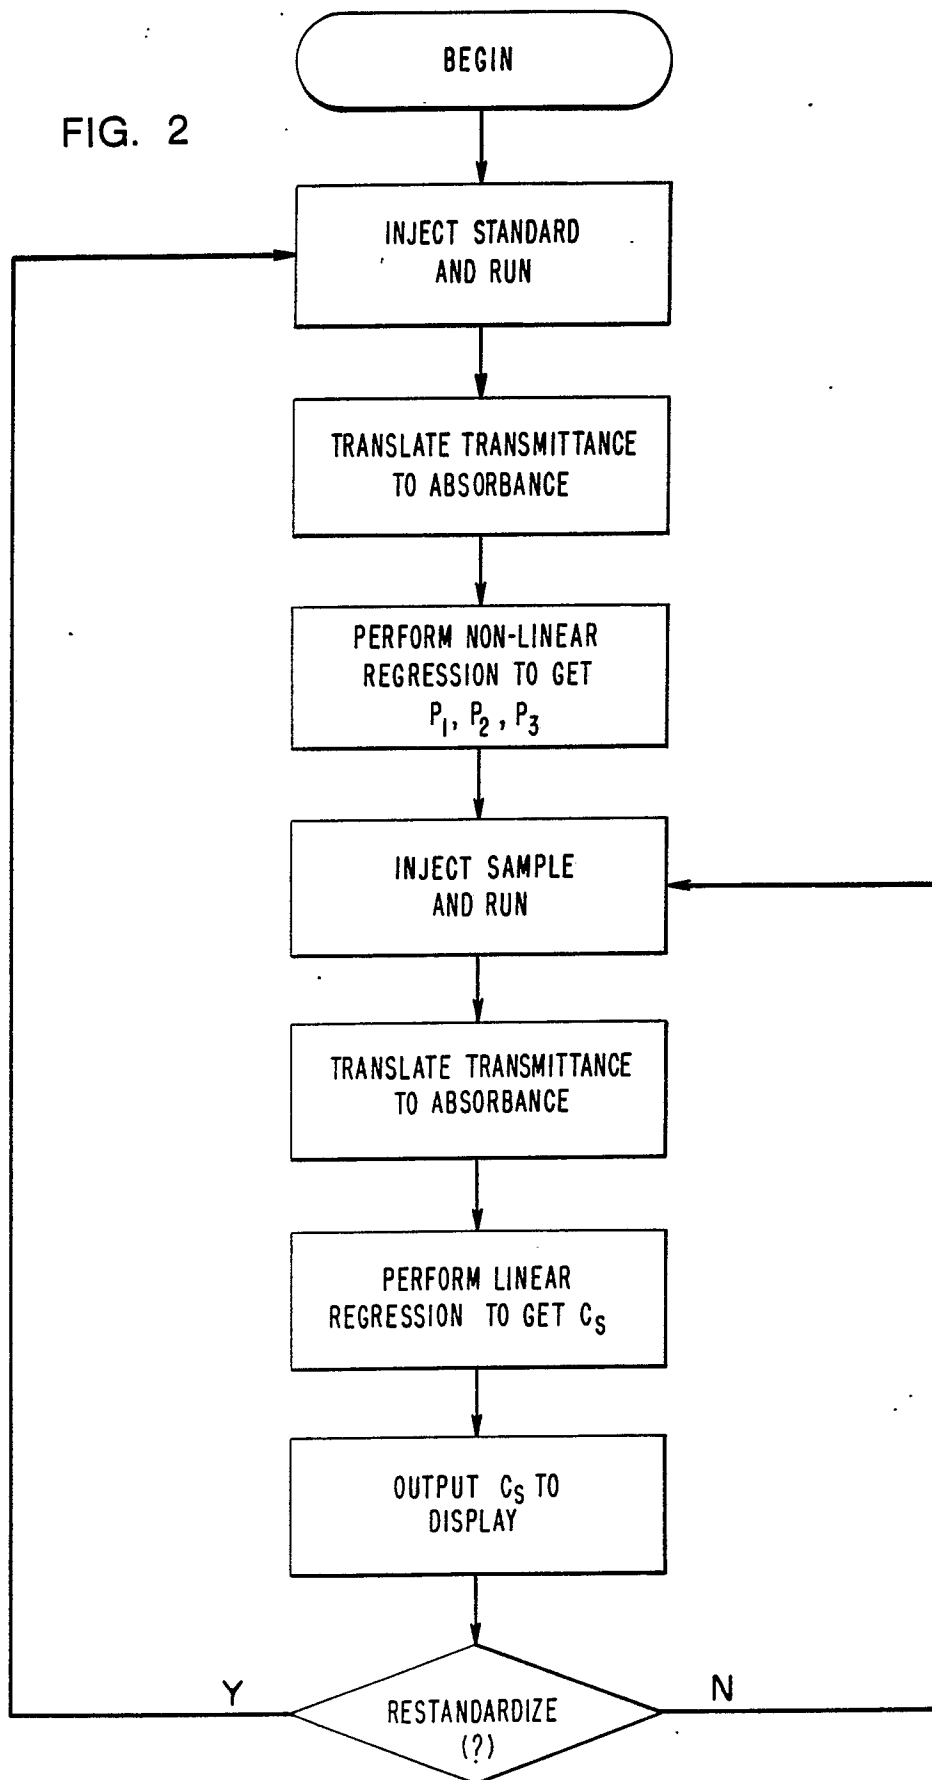 BEGIN
FIG. 2
INJECT STANDARD
AND RUN
TRANSLATE TRANSMITTANCE
TO ABSORBANCE
PERFORM NON-LINEAR
REGRESSION TO GET
P1, P2, P3
INJECT SAMPLE
AND RUN
TRANSLATE TRANSMITTANCE
TO ABSORBANCE
PERFORM LINEAR
REGRESSION TO GET CS
OUTPUT CS TO
DISPLAY
Y
N
RESTANDARDIZE
(?)